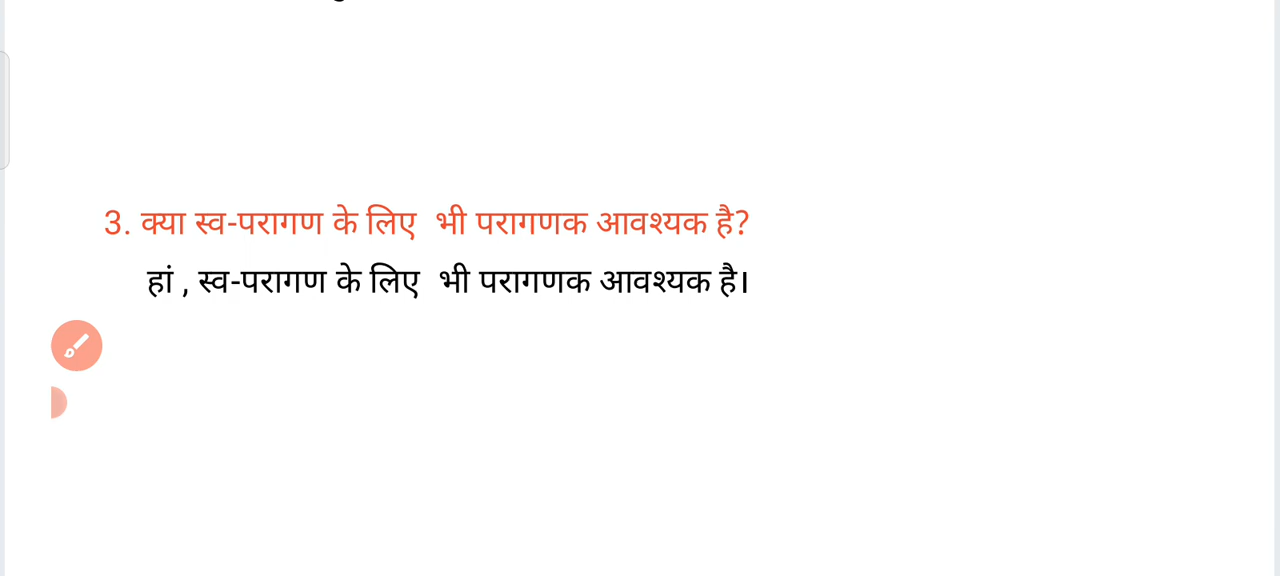 3. क्या स्व-परागण के लिए भी परागणक आवश्यक है?
हां , स्व-परागण के लिए भी परागणक आवश्यक है।